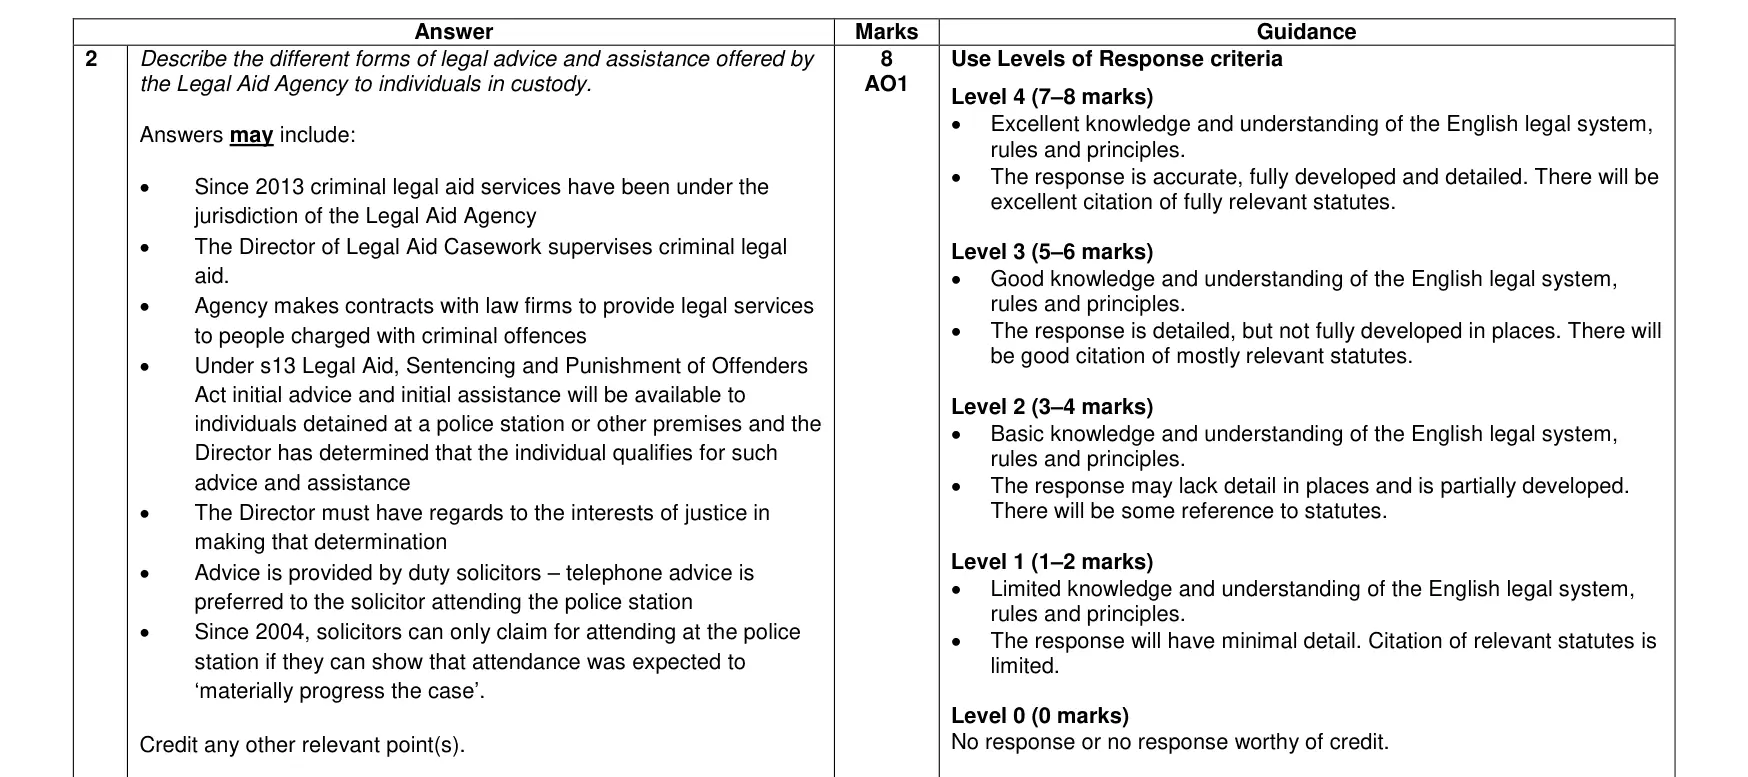 Answer Marks Guidance
2 Describe the different forms of legal advice and assistance offered by
the Legal Aid Agency to individuals in custody.
Answers may include:
• Since 2013 criminal legal aid services have been under the
jurisdiction of the Legal Aid Agency
• The Director of Legal Aid Casework supervises criminal legal
aid.
• Agency makes contracts with law firms to provide legal services
to people charged with criminal offences
• Under s13 Legal Aid, Sentencing and Punishment of Offenders
Act initial advice and initial assistance will be available to
individuals detained at a police station or other premises and the
Director has determined that the individual qualifies for such
advice and assistance
• The Director must have regards to the interests of justice in
making that determination
• Advice is provided by duty solicitors – telephone advice is
preferred to the solicitor attending the police station
• Since 2004, solicitors can only claim for attending at the police
station if they can show that attendance was expected to
‘materially progress the case’.
Credit any other relevant point(s).
8
AO1
Use Levels of Response criteria
Level 4 (7–8 marks)
• Excellent knowledge and understanding of the English legal system,
rules and principles.
• The response is accurate, fully developed and detailed. There will be
excellent citation of fully relevant statutes.
Level 3 (5–6 marks)
• Good knowledge and understanding of the English legal system,
rules and principles.
• The response is detailed, but not fully developed in places. There will
be good citation of mostly relevant statutes.
Level 2 (3–4 marks)
• Basic knowledge and understanding of the English legal system,
rules and principles.
• The response may lack detail in places and is partially developed.
There will be some reference to statutes.
Level 1 (1–2 marks)
• Limited knowledge and understanding of the English legal system,
rules and principles.
• The response will have minimal detail. Citation of relevant statutes is
limited.
Level 0 (0 marks)
No response or no response worthy of credit.